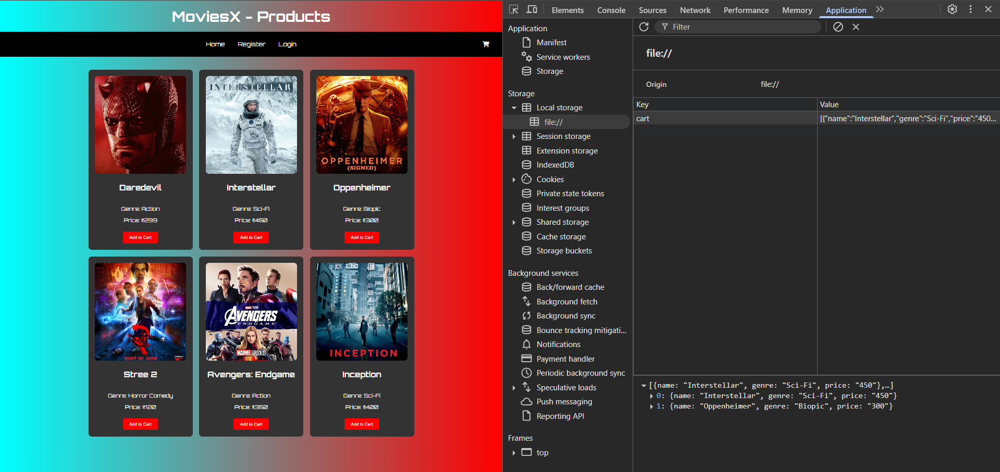 MoviesX - Products
Home Register Login
INTERSTELLAR
OPPENHEIMER
(SIGNED)
Daredevil
Genre: Action
Price: ₹299
Add to Cart
Interstellar
Genre: Sci-Fi
Price: ₹450
Add to Cart
Oppenheimer
Genre: Biopic
Price: ₹300
Add to Cart
सरकटे का आतंक
15
MARVEL STUDIOS
AVENGERS
ENDGAME
MARVEL STUDIOS
INCEPTION
Stree 2
Genre: Horror Comedy
Price: ₹120
Add to Cart
Avengers: Endgame
Genre: Action
Price: ₹350
Add to Cart
Inception
Genre: Sci-Fi
Price: ₹400
Add to Cart
Elements Console Sources Network Performance Memory Application
Application
Manifest
Service workers
Storage
Storage
Local storage
file://
Session storage
Extension storage
IndexedDB
Cookies
Private state tokens
Interest groups
Shared storage
Cache storage
Storage buckets
Background services
Back/forward cache
Background fetch
Background sync
Bounce tracking mitigati...
Notifications
Payment handler
Periodic background sync
Speculative loads
Push messaging
Reporting API
Frames
top
Filter
file://
Origin file://
Key Value
cart [{"name":"Interstellar","genre":"Sci-Fi","price":"450...
[{name: "Interstellar", genre: "Sci-Fi", price: "450"},…]
0: {name: "Interstellar", genre: "Sci-Fi", price: "450"}
1: {name: "Oppenheimer", genre: "Biopic", price: "300"}